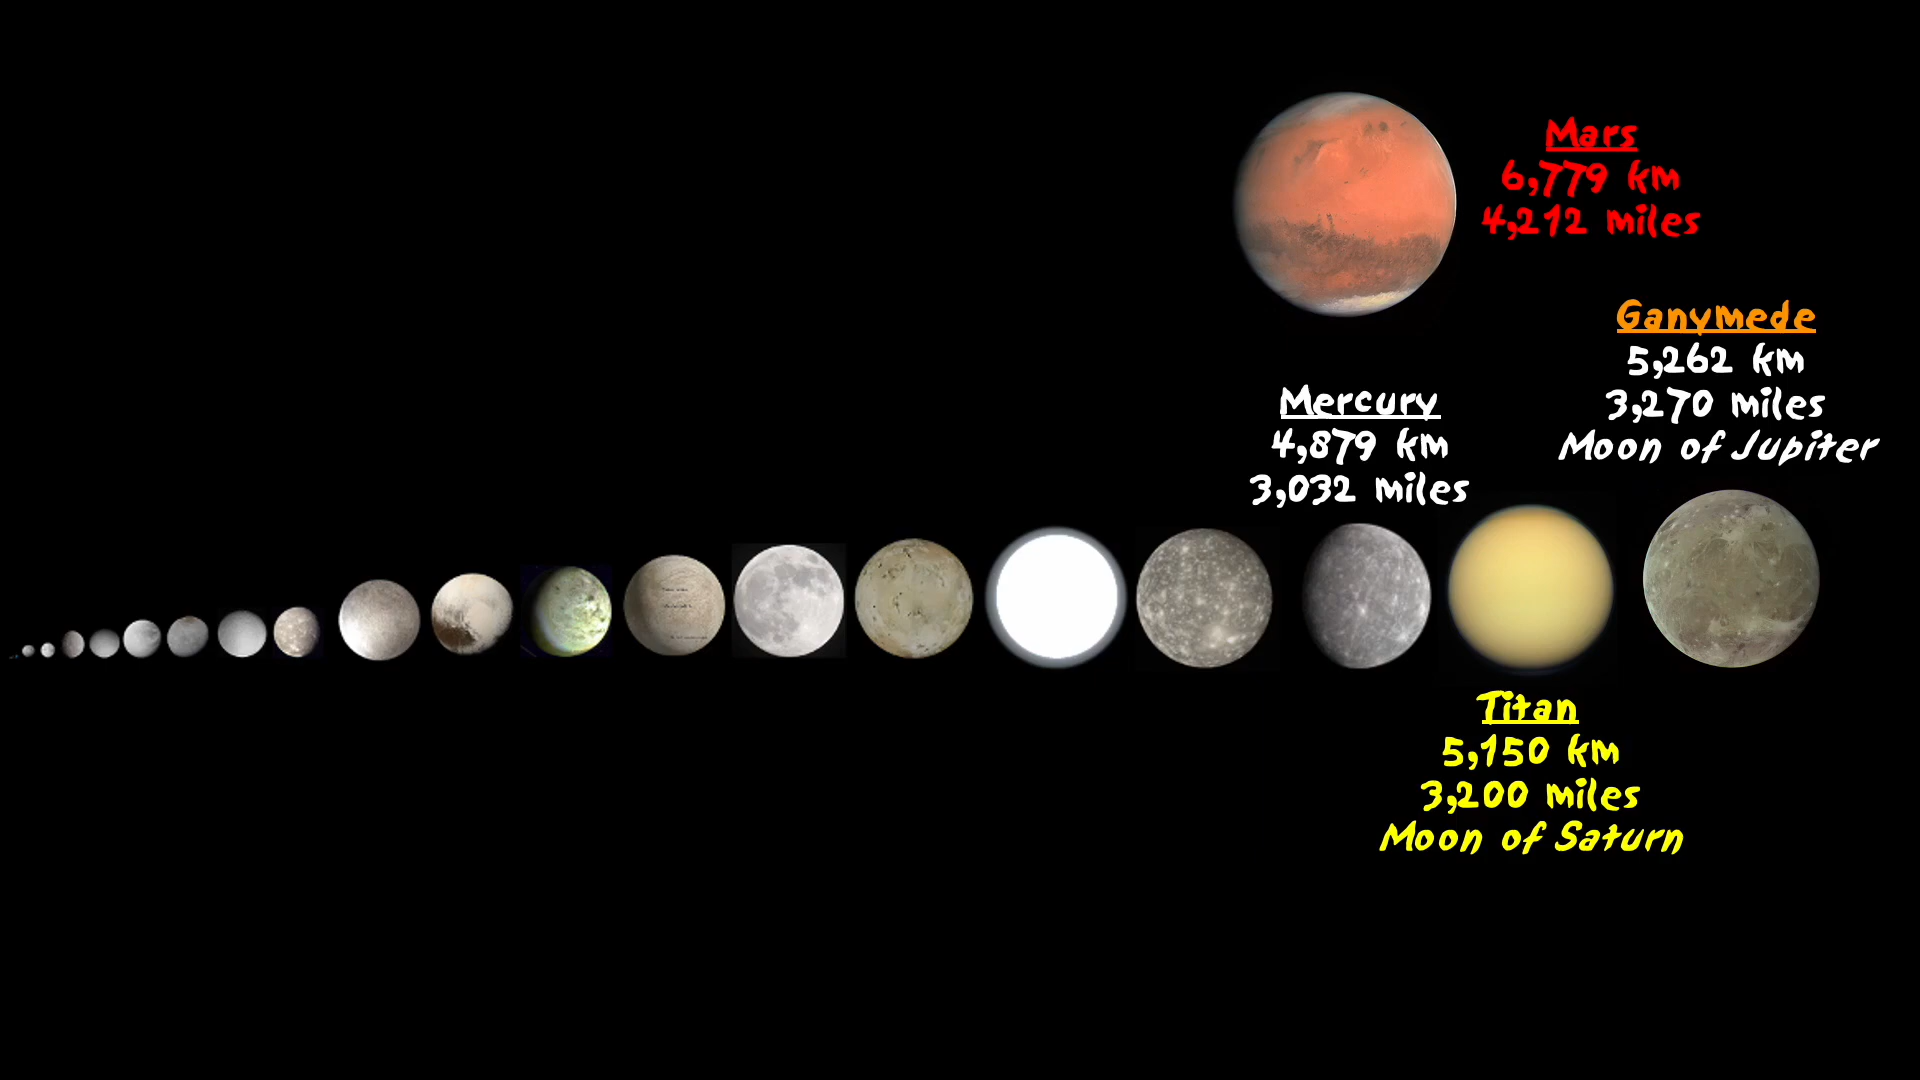 Mars
6,779 km
4,212 miles
Ganymede
5,262 km
3,270 miles
Moon of Jupiter
Mercury
4,879 km
3,032 miles
Titan
5,150 km
3,200 miles
Moon of Saturn